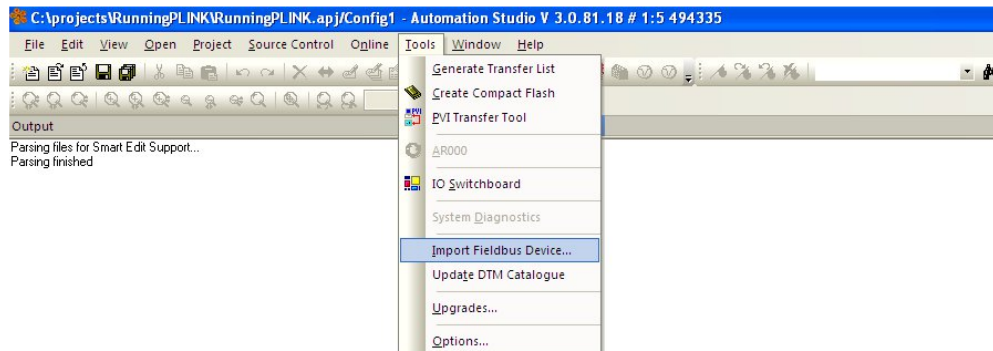 C:\projects\RunningPLINK\RunningPLINK.apj/Config1 - Automation Studio V 3.0.81.18 # 1:5 494335
File Edit View Open Project Source Control Online Tools Window Help
Generate Transfer List
Create Compact Flash
PVI PVI Transfer Tool
Output
Parsing files for Smart Edit Support...
Parsing finished
AR000
IO Switchboard
System Diagnostics
Import Fieldbus Device...
Update DTM Catalogue
Upgrades...
Options...